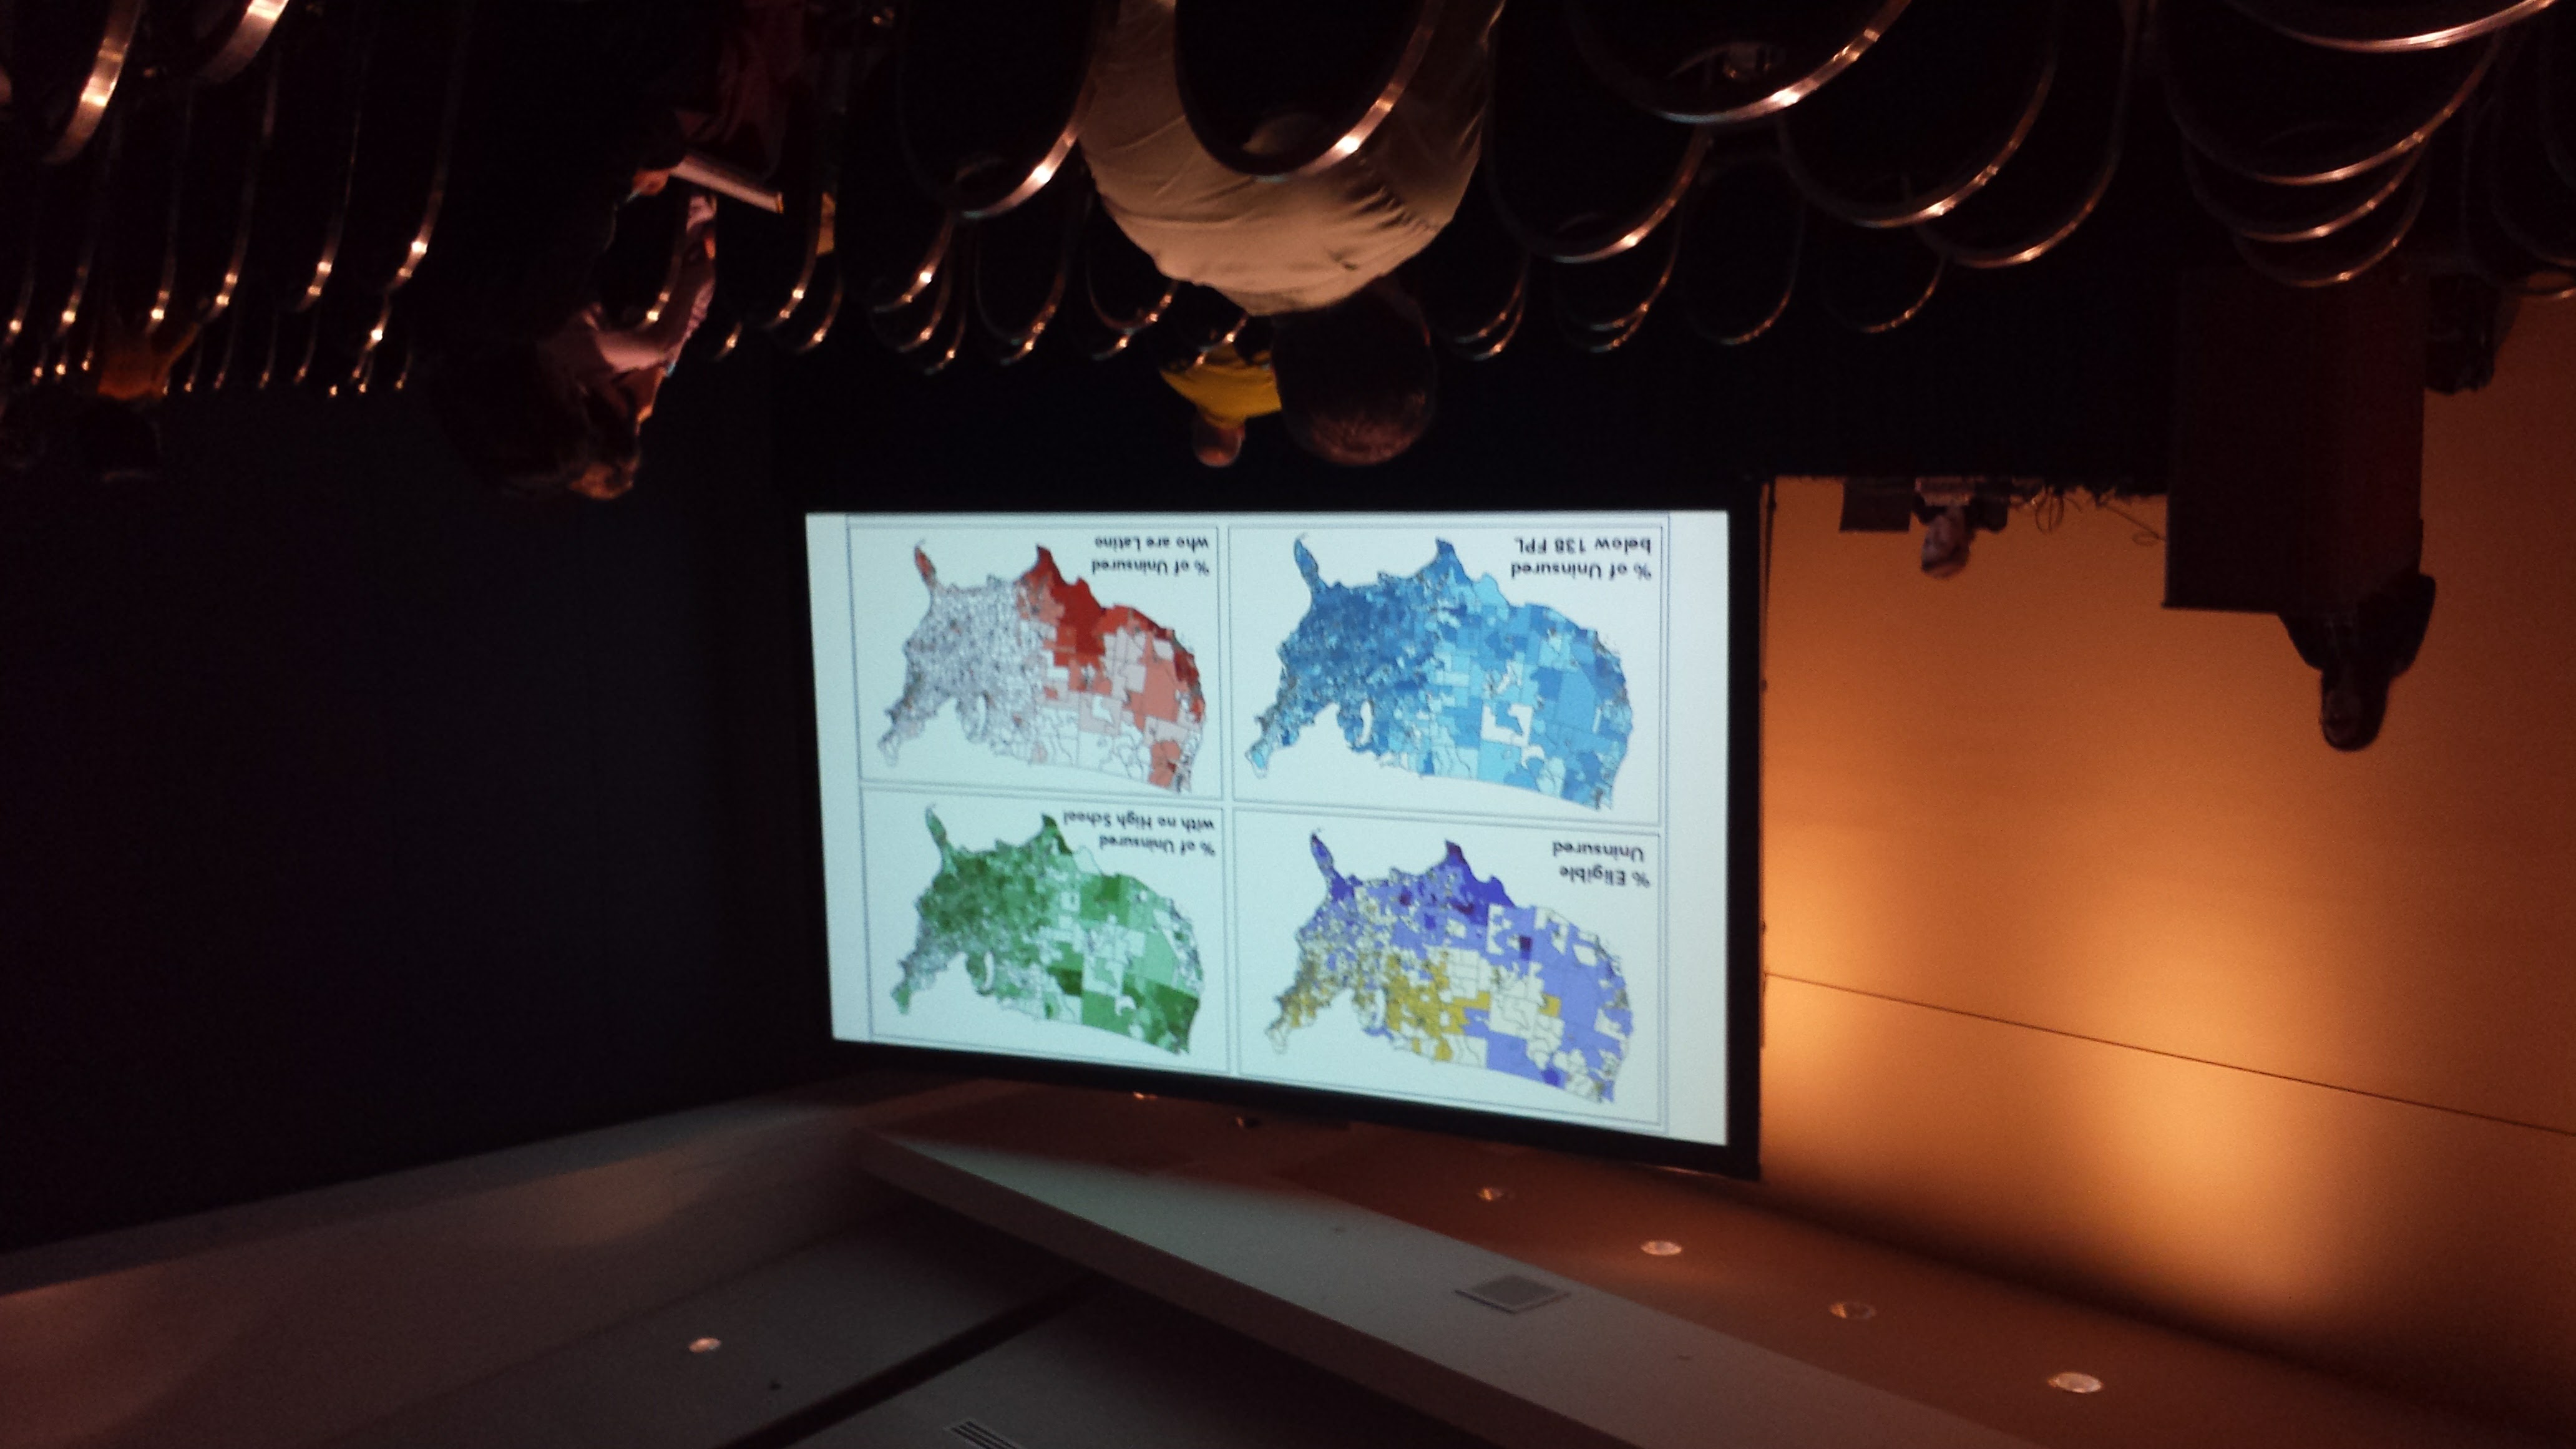 % Eligible
Uninsured
% of Uninsured
with no High School
% of Uninsured
below 138 FPL
% of Uninsured
who are Latino